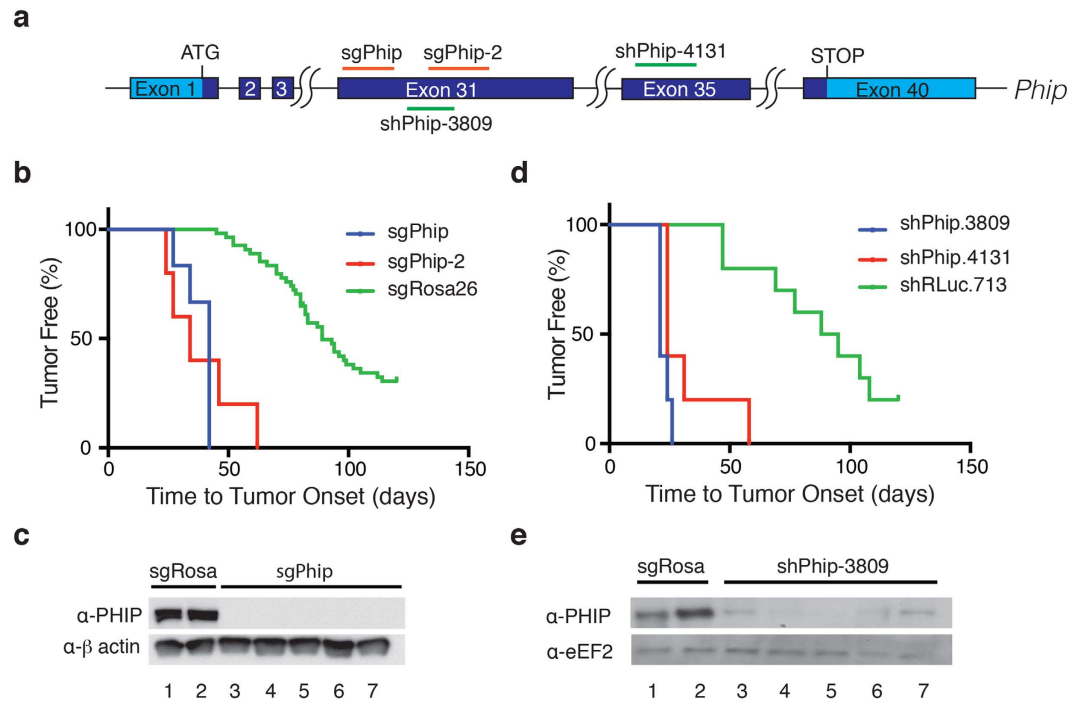 a
ATG sgPhip sgPhip-2 shPhip-4131 STOP
Exon 1 2 3 Exon 31 Exon 35 Exon 40 Phip
shPhip-3809
b
Tumor Free (%)
100
50
0
0 50 100 150
Time to Tumor Onset (days)
sgPhip
sgPhip-2
sgRosa26
d
Tumor Free (%)
100
50
0
0 50 100 150
Time to Tumor Onset (days)
shPhip.3809
shPhip.4131
shRLuc.713
c
sgRosa sgPhip
α-PHIP
α-β actin
1 2 3 4 5 6 7
e
sgRosa shPhip-3809
α-PHIP
α-eEF2
1 2 3 4 5 6 7